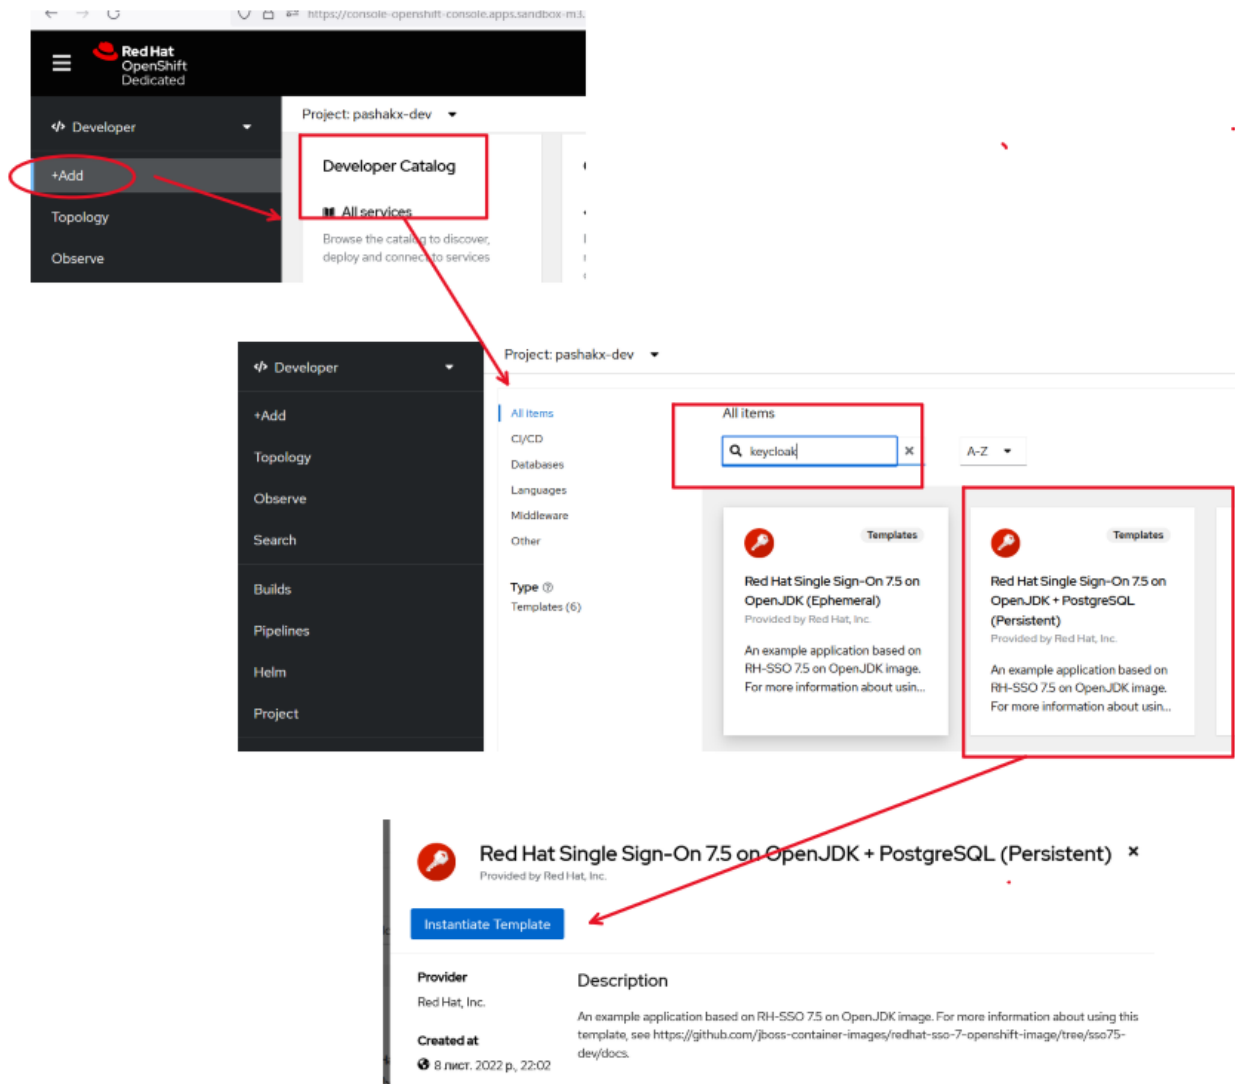 https://console-openshift-console.apps.sandbox-m3.
Red Hat
OpenShift
Dedicated
Developer
Project: pashakx-dev
+Add
Topology
Observe
Developer Catalog
All services
Browse the catalog to discover,
deploy and connect to services
Developer
Project: pashakx-dev
+Add
Topology
Observe
Search
Builds
Pipelines
Helm
Project
All items
CI/CD
Databases
Languages
Middleware
Other
Type
Templates (6)
All items
keycloak
A-Z
Templates
Red Hat Single Sign-On 7.5 on
OpenJDK (Ephemeral)
Provided by Red Hat, Inc.
An example application based on
RH-SSO 7.5 on OpenJDK image.
For more information about usin...
Templates
Red Hat Single Sign-On 7.5 on
OpenJDK + PostgreSQL
(Persistent)
Provided by Red Hat, Inc.
An example application based on
RH-SSO 7.5 on OpenJDK image.
For more information about usin...
Red Hat Single Sign-On 7.5 on OpenJDK + PostgreSQL (Persistent)
Provided by Red Hat, Inc.
Instantiate Template
Provider
Red Hat, Inc.
Created at
8 лист. 2022 р., 22:02
Description
An example application based on RH-SSO 7.5 on OpenJDK image. For more information about using this
template, see https://github.com/jboss-container-images/redhat-sso-7-openshift-image/tree/sso75-
dev/docs.